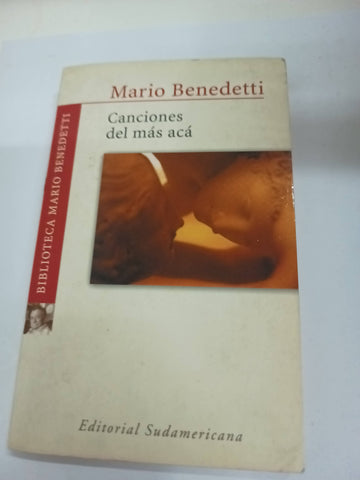 Mario Benedetti
Canciones
del más acá
BIBLIOTECA MARIO BENEDETTI
Editorial Sudamericana